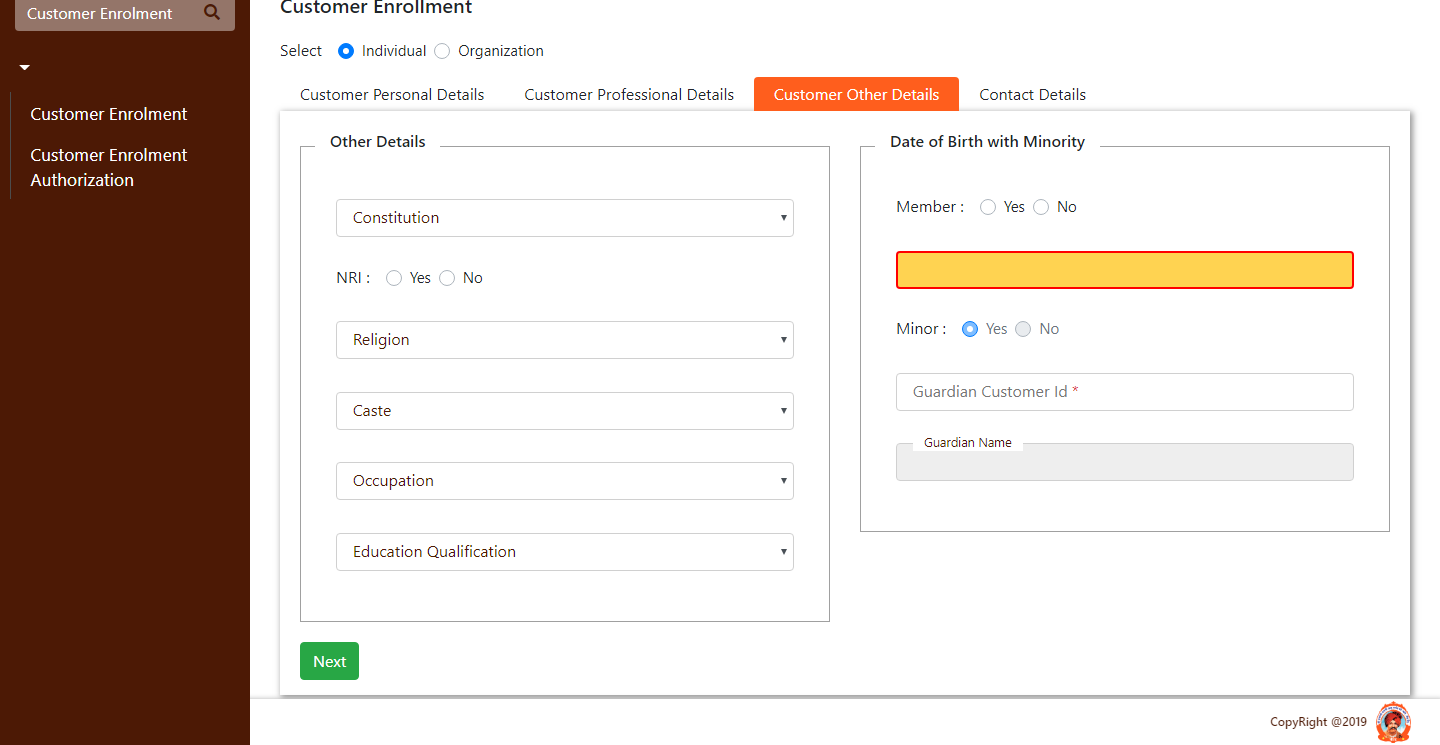 Customer Enrolment
Customer Enrolment
Customer Enrolment
Authorization
Customer Enrollment
Select Individual Organization
Customer Personal Details Customer Professional Details Customer Other Details Contact Details
Other Details
Constitution
NRI : Yes No
Religion
Caste
Occupation
Education Qualification
Next
Date of Birth with Minority
Member : Yes No
Minor : Yes No
Guardian Customer Id *
Guardian Name
CopyRight @2019